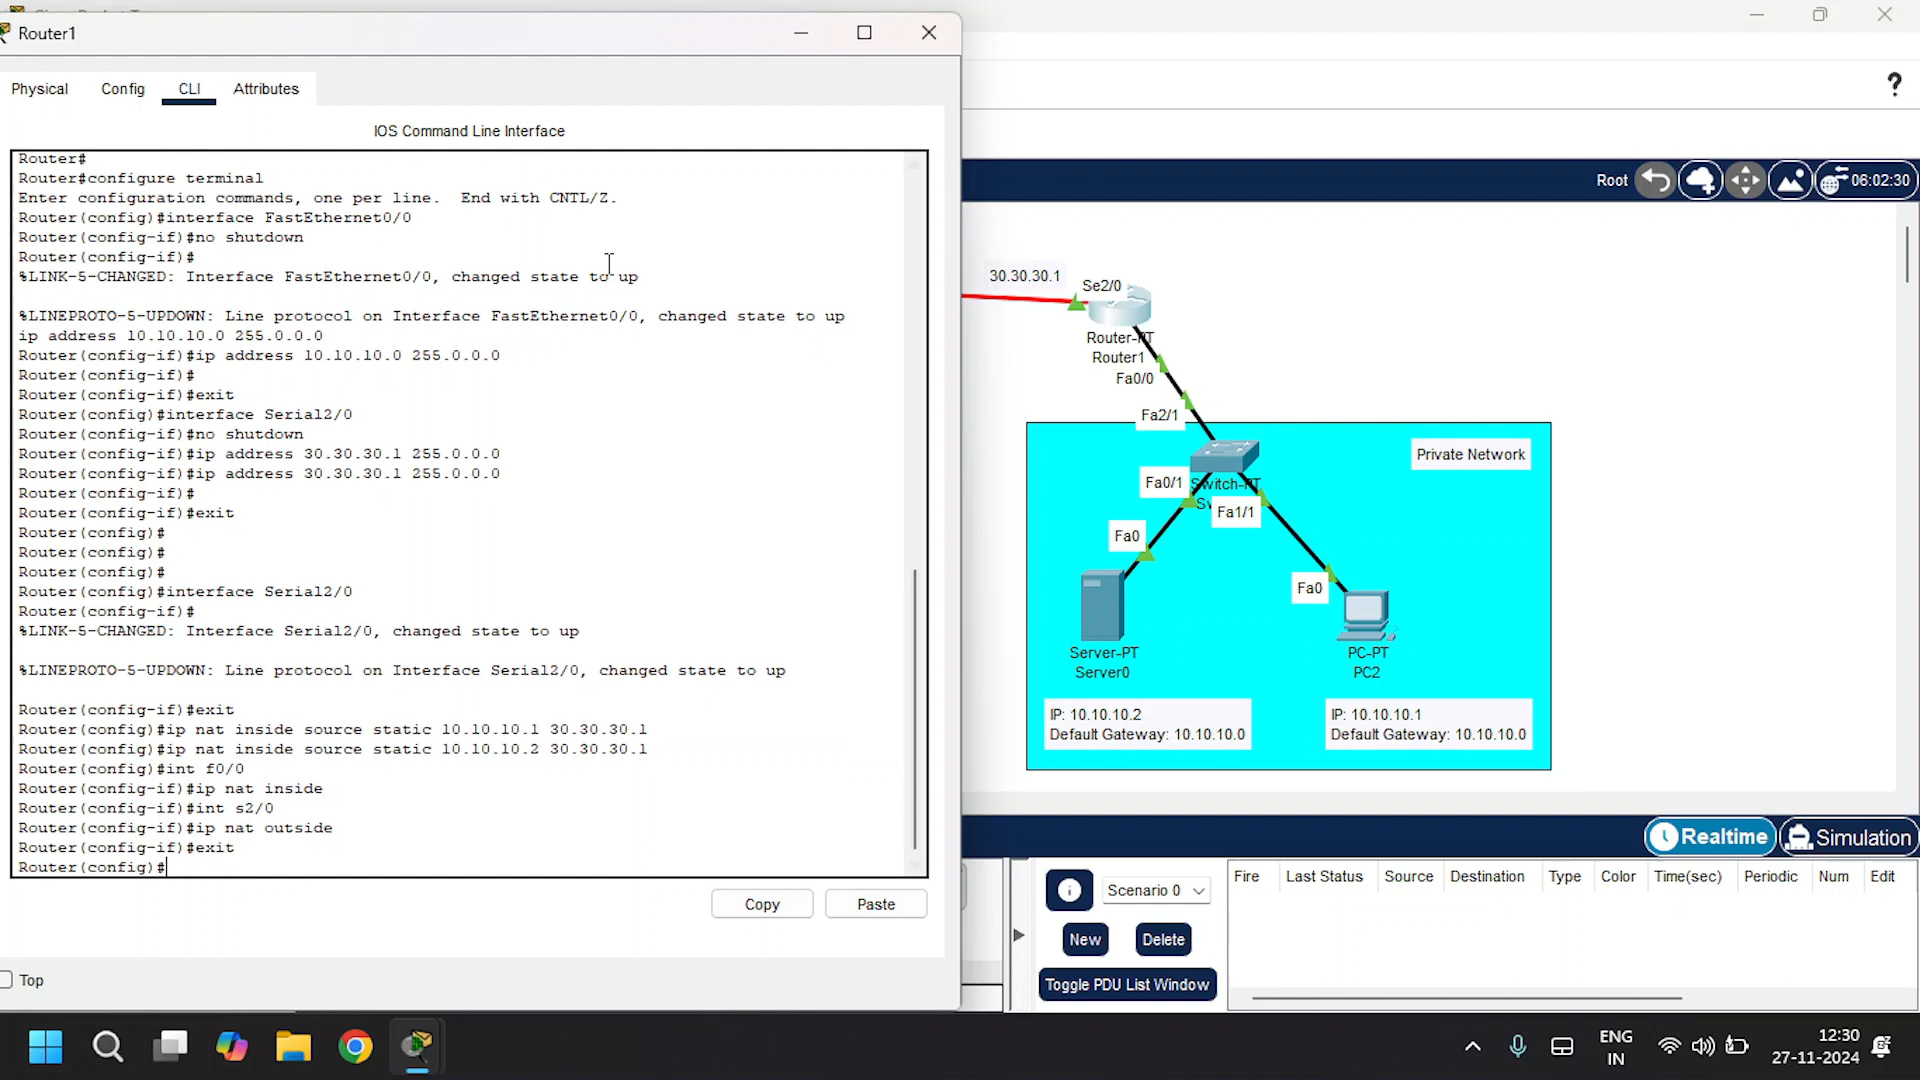 Router1
Physical
Config
CLI
Attributes
IOS Command Line Interface
Router#
Router#configure terminal
Enter configuration commands, one per line.  End with CNTL/Z.
Router(config)#interface FastEthernet0/0
Router(config-if)#no shutdown
Router(config-if)#
%LINK-5-CHANGED: Interface FastEthernet0/0, changed state to up
%LINEPROTO-5-UPDOWN: Line protocol on Interface FastEthernet0/0, changed state to up
ip address 10.10.10.0 255.0.0.0
Router(config-if)#ip address 10.10.10.0 255.0.0.0
Router(config-if)#
Router(config-if)#exit
Router(config)#interface Serial2/0
Router(config-if)#no shutdown
Router(config-if)#ip address 30.30.30.1 255.0.0.0
Router(config-if)#ip address 30.30.30.1 255.0.0.0
Router(config-if)#
Router(config-if)#exit
Router(config)#
Router(config)#
Router(config)#
Router(config)#interface Serial2/0
Router(config-if)#
%LINK-5-CHANGED: Interface Serial2/0, changed state to up
%LINEPROTO-5-UPDOWN: Line protocol on Interface Serial2/0, changed state to up
Router(config-if)#exit
Router(config)#ip nat inside source static 10.10.10.1 30.30.30.1
Router(config)#ip nat inside source static 10.10.10.2 30.30.30.1
Router(config)#int f0/0
Router(config-if)#ip nat inside
Router(config-if)#int s2/0
Router(config-if)#ip nat outside
Router(config-if)#exit
Router(config)#
Copy
Paste
Top
?
Root
06:02:30
30.30.30.1
Se2/0
Router-PT
Router1
Fa0/0
Fa2/1
Private Network
Fa0/1
Switch-PT
Fa1/1
Fa0
Fa0
Server-PT
Server0
PC-PT
PC2
IP: 10.10.10.2
Default Gateway: 10.10.10.0
IP: 10.10.10.1
Default Gateway: 10.10.10.0
Realtime
Simulation
Scenario 0
New
Delete
Toggle PDU List Window
Fire
Last Status
Source
Destination
Type
Color
Time(sec)
Periodic
Num
Edit
ENG
IN
12:30
27-11-2024